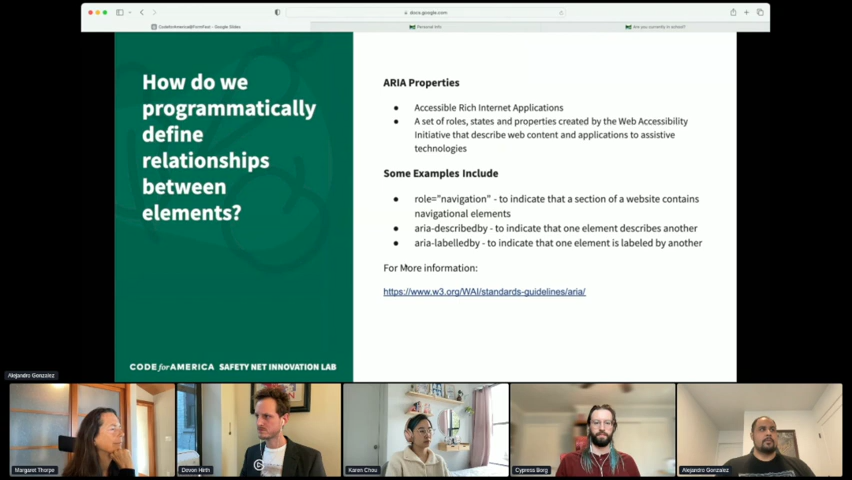 docs.google.com
CodeforAmerica@FormFest - Google Slides
Personal Info
Are you currently in school?
How do we
programmatically
define
relationships
between
elements?
ARIA Properties
● Accessible Rich Internet Applications
● A set of roles, states and properties created by the Web Accessibility
Initiative that describe web content and applications to assistive
technologies
Some Examples Include
● role="navigation" - to indicate that a section of a website contains
navigational elements
● aria-describedby - to indicate that one element describes another
● aria-labelledby - to indicate that one element is labeled by another
For More information:
https://www.w3.org/WAI/standards-guidelines/aria/
CODE for AMERICA SAFETY NET INNOVATION LAB
Alejandro Gonzalez
Margaret Thorpe
Devon Hirth
Karen Chou
Cypress Borg
Alejandro Gonzalez